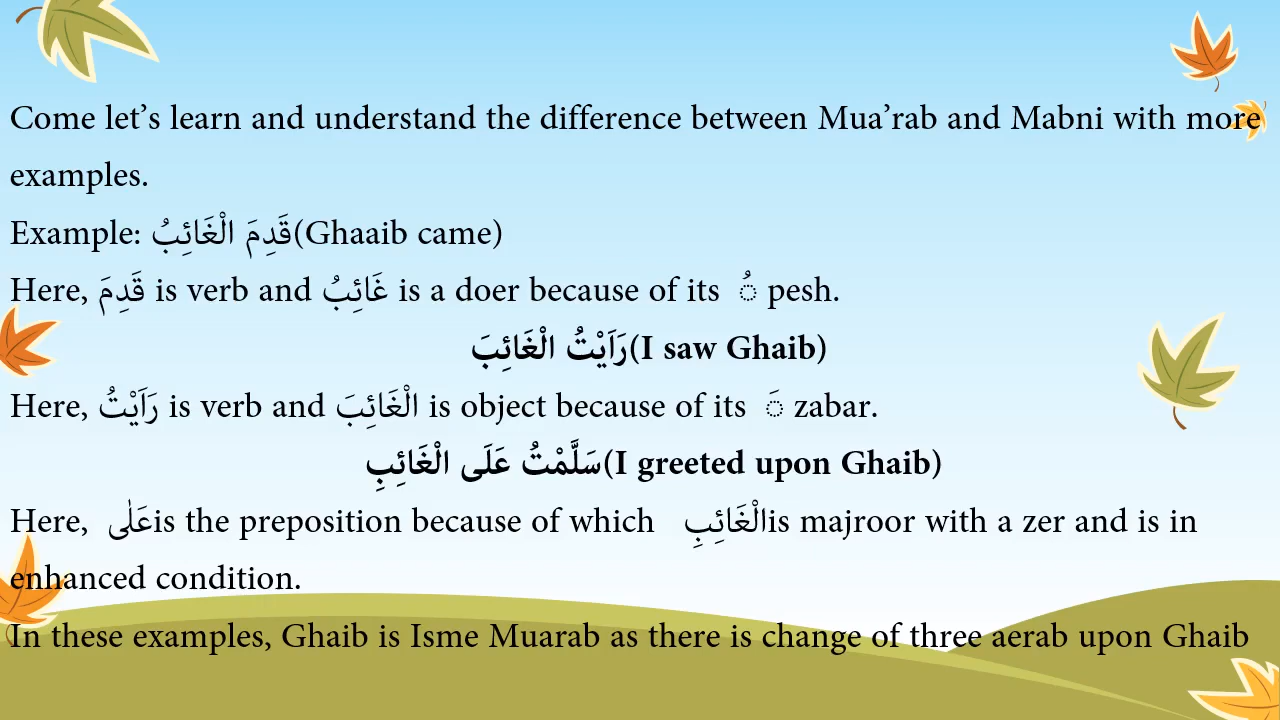 Come let’s learn and understand the difference between Mua’rab and Mabni with more
examples.
Example: قَدِمَ الْغَائِبُ(Ghaaib came)
Here, قَدِمَ is verb and غَائِبُ is a doer because of its ◌ُ pesh.
رَاَيْتُ الْغَائِبَ(I saw Ghaib)
Here, رَاَيْتُ is verb and الْغَائِبَ is object because of its ◌َ zabar.
سَلَّمْتُ عَلَى الْغَائِبِ(I greeted upon Ghaib)
Here, عَلٰىis the preposition because of which الْغَائِبِis majroor with a zer and is in
enhanced condition.
In these examples, Ghaib is Isme Muarab as there is change of three aerab upon Ghaib